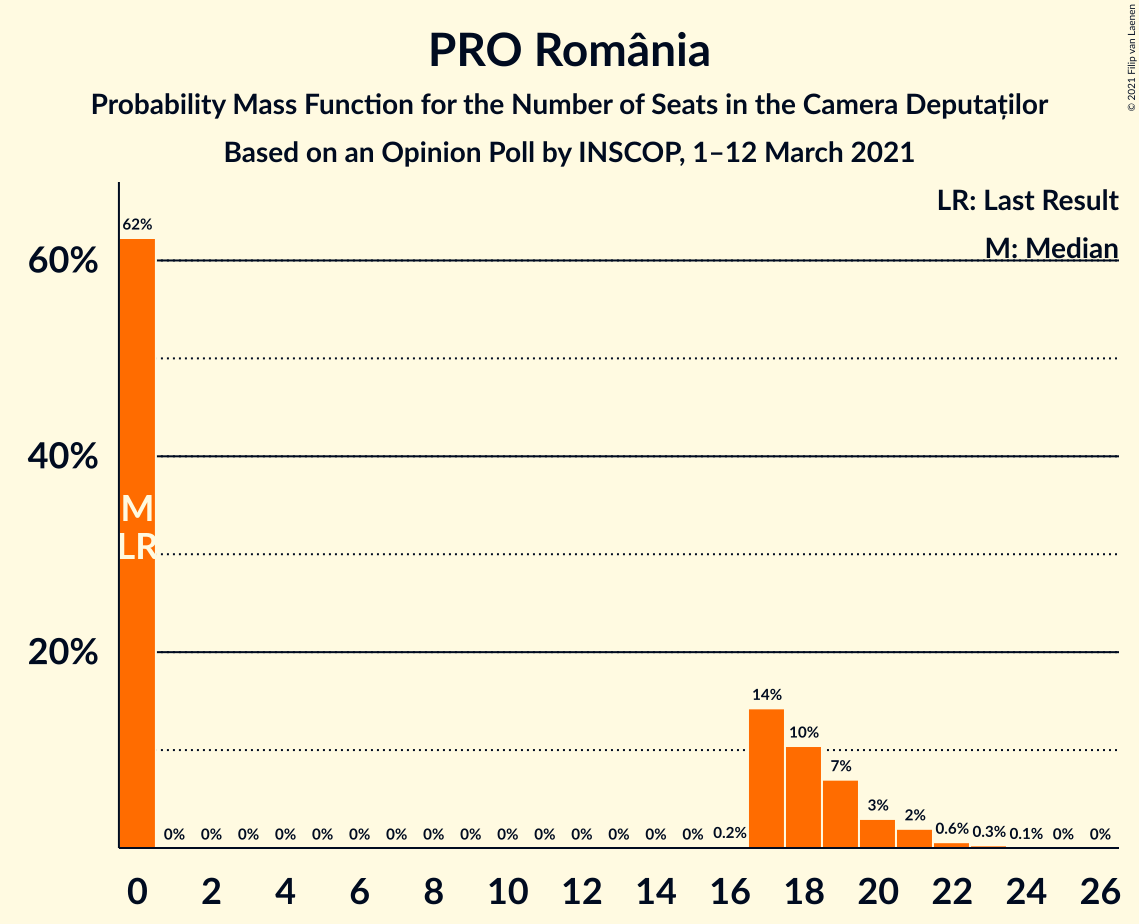 PRO România
Probability Mass Function for the Number of Seats in the Camera Deputaților
Based on an Opinion Poll by INSCOP, 1–12 March 2021
© 2021 Filip van Laenen
LR: Last Result
M: Median
62%
60%
40%
M
LR
20%
14%
10%
7%
3%
2%
0% 0% 0% 0% 0% 0% 0% 0% 0% 0% 0% 0% 0% 0% 0% 0.2% 0.6% 0.3% 0.1% 0% 0%
0 2 4 6 8 10 12 14 16 18 20 22 24 26